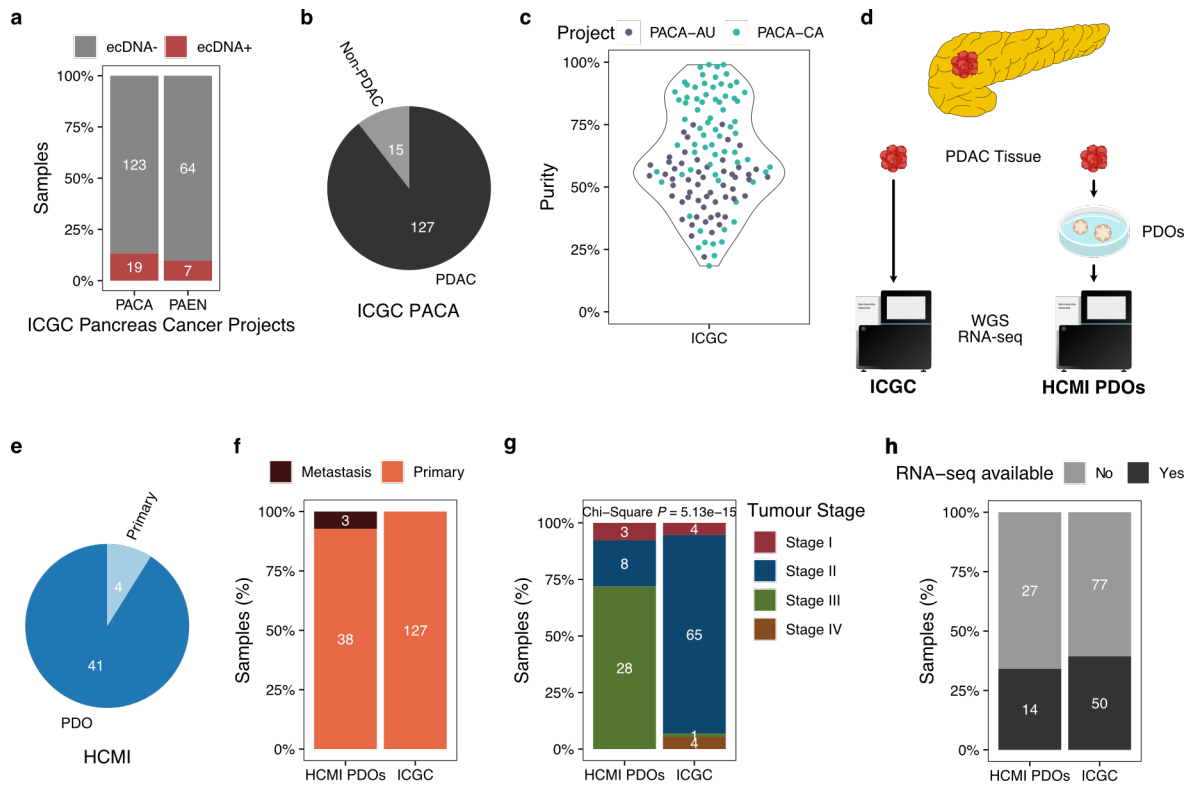 a
ecDNA- ecDNA+
100%
75%
50%
25%
0%
Samples
123
64
19
7
PACA PAEN
ICGC Pancreas Cancer Projects
b
Non-PDAC
15
127
PDAC
ICGC PACA
c
Project PACA−AU PACA−CA
100%
75%
50%
25%
0%
Purity
ICGC
d
PDAC Tissue
PDOs
WGS
RNA-seq
ICGC
HCMI PDOs
e
Primary
4
41
PDO
HCMI
f
Metastasis Primary
100%
75%
50%
25%
0%
Samples (%)
3
38
127
HCMI PDOs ICGC
g
Chi−Square P = 5.13e−15
100%
75%
50%
25%
0%
Samples (%)
3
4
8
65
28
1
4
HCMI PDOs ICGC
Tumour Stage
Stage I
Stage II
Stage III
Stage IV
h
RNA−seq available No Yes
100%
75%
50%
25%
0%
Samples (%)
27
77
14
50
HCMI PDOs ICGC